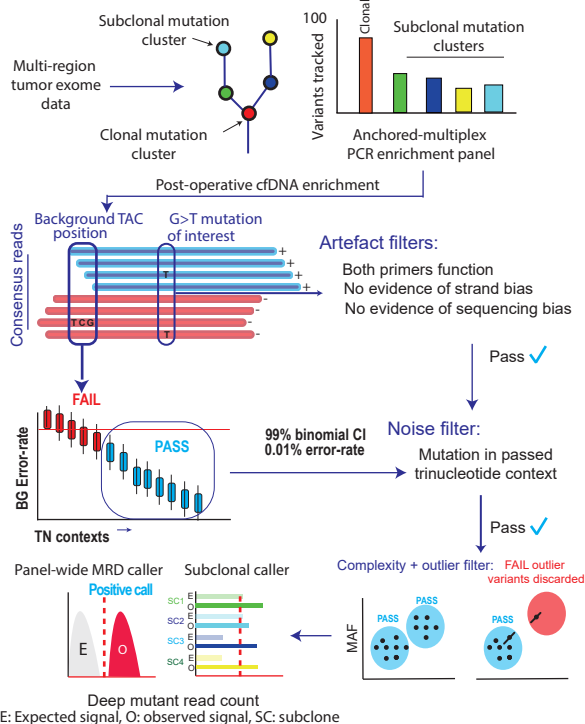 Subclonal mutation
cluster
Multi-region
tumor exome
data
Clonal mutation
cluster
100
Variants tracked
Clonal
Subclonal mutation
clusters
Anchored-multiplex
PCR enrichment panel
Post-operative cfDNA enrichment
Background TAC
position
G>T mutation
of interest
Consensus reads
+
+
T
+
+
-
-
TCG
-
T
-
Artefact filters:
Both primers function
No evidence of strand bias
No evidence of sequencing bias
Pass
FAIL
PASS
BG Error-rate
TN contexts
99% binomial CI
0.01% error-rate
Noise filter:
Mutation in passed
trinucleotide context
Pass
Complexity + outlier filter:
FAIL outlier
variants discarded
MAF
PASS
PASS
PASS
Panel-wide MRD caller
Positive call
E
O
Subclonal caller
SC1
E
O
SC2
E
O
SC3
E
O
SC4
E
O
Deep mutant read count
E: Expected signal, O: observed signal, SC: subclone